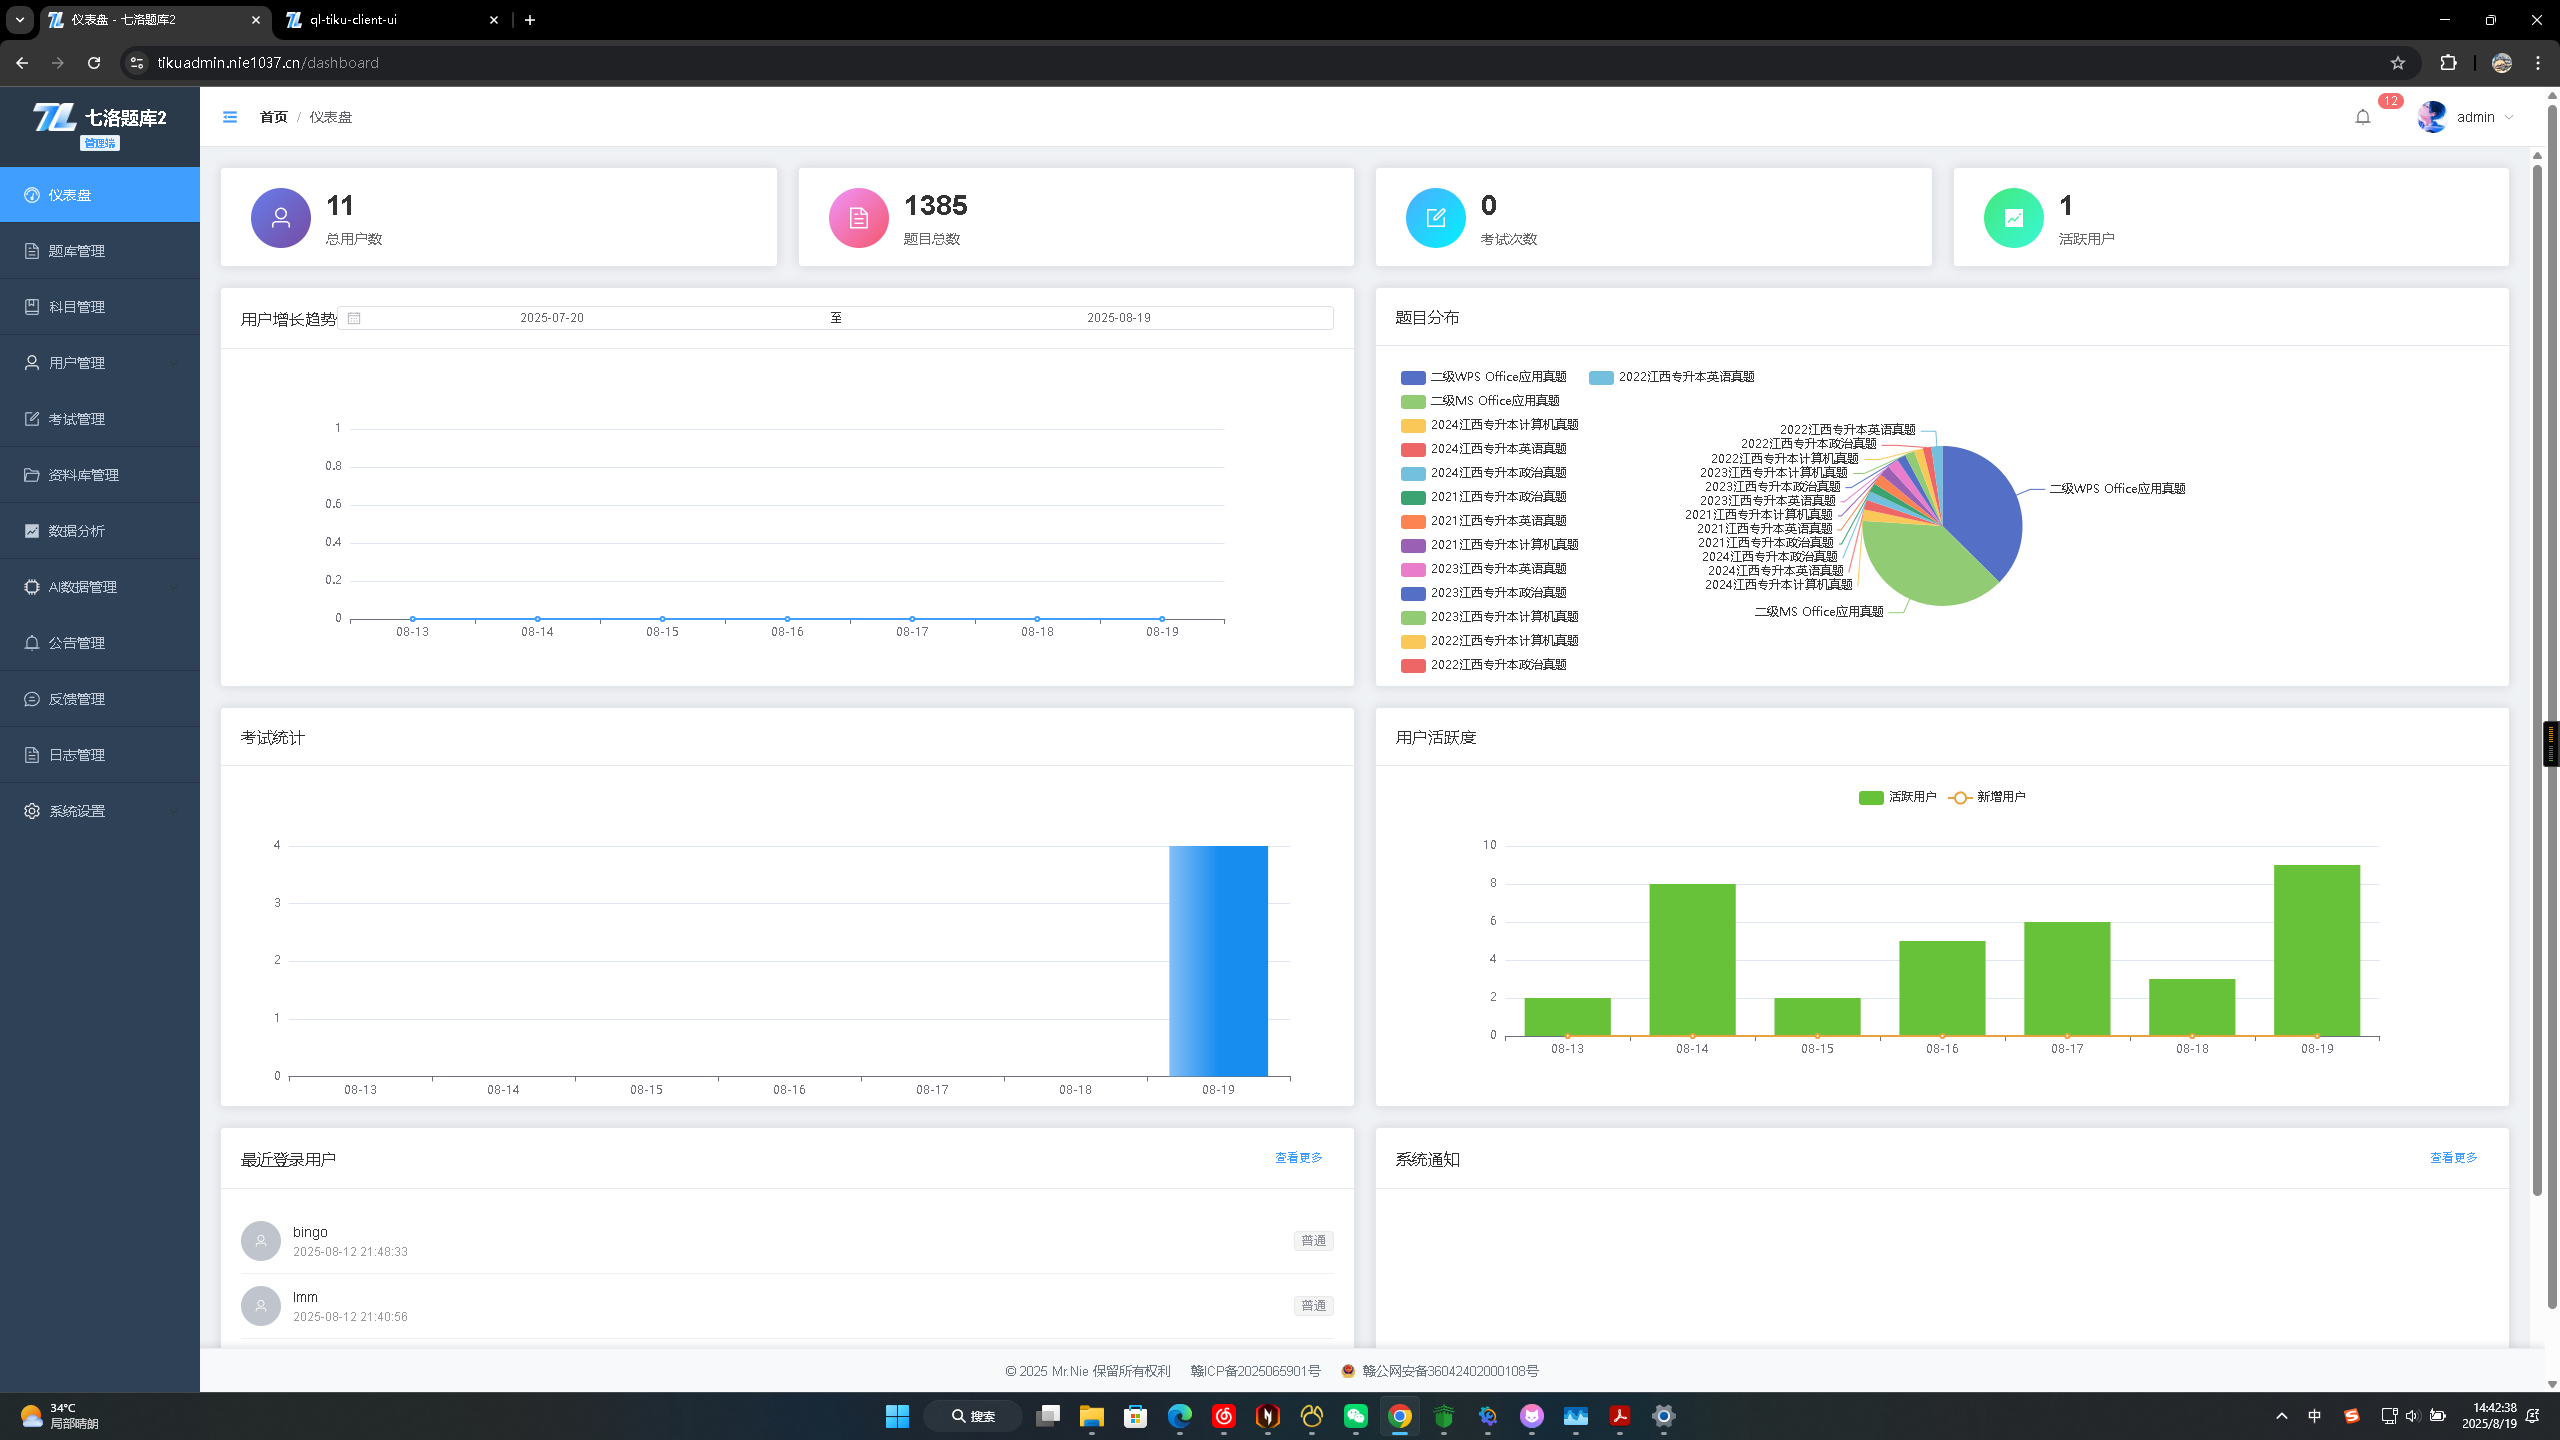 仪表盘 - 七洛题库2
ql-tiku-client-ui
tikuadmin.nie1037.cn/dashboard
七洛题库2
管理端
首页 / 仪表盘
12
admin
仪表盘
题库管理
科目管理
用户管理
考试管理
资料库管理
数据分析
AI数据管理
公告管理
反馈管理
日志管理
系统设置
11
总用户数
1385
题目总数
0
考试次数
1
活跃用户
用户增长趋势
2025-07-20 至 2025-08-19
1
0.8
0.6
0.4
0.2
0
08-13 08-14 08-15 08-16 08-17 08-18 08-19
题目分布
二级WPS Office应用真题
二级MS Office应用真题
2024江西专升本计算机真题
2024江西专升本英语真题
2024江西专升本政治真题
2021江西专升本政治真题
2021江西专升本英语真题
2021江西专升本计算机真题
2023江西专升本英语真题
2023江西专升本政治真题
2023江西专升本计算机真题
2022江西专升本计算机真题
2022江西专升本政治真题
2022江西专升本英语真题
2022江西专升本英语真题
2022江西专升本政治真题
2022江西专升本计算机真题
2023江西专升本计算机真题
2023江西专升本政治真题
2023江西专升本英语真题
2021江西专升本计算机真题
2021江西专升本英语真题
2021江西专升本政治真题
2024江西专升本政治真题
2024江西专升本英语真题
2024江西专升本计算机真题
二级MS Office应用真题
二级WPS Office应用真题
考试统计
4
3
2
1
0
08-13 08-14 08-15 08-16 08-17 08-18 08-19
用户活跃度
活跃用户 新增用户
10
8
6
4
2
0
08-13 08-14 08-15 08-16 08-17 08-18 08-19
最近登录用户 查看更多
bingo
2025-08-12 21:48:33
普通
lmm
2025-08-12 21:40:56
普通
系统通知 查看更多
© 2025 Mr.Nie 保留所有权利 赣ICP备2025065901号 赣公网安备36042402000108号
34°C
局部晴朗
搜索
中
14:42:38
2025/8/19